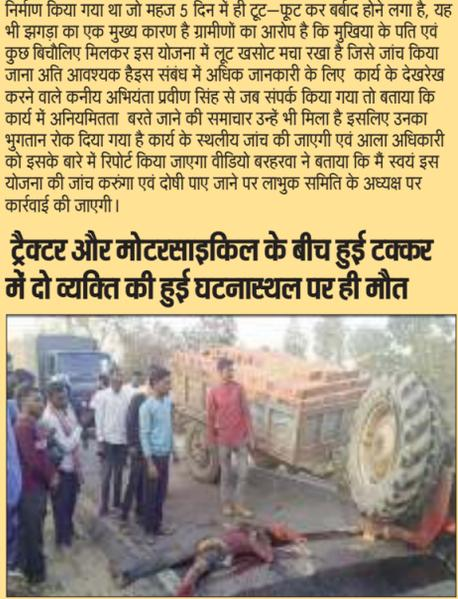 निर्माण किया गया था जो महज 5 दिन में ही टूट–फूट कर बर्बाद होने लगा है, यह
भी झगड़ा का एक मुख्य कारण है ग्रामीणों का आरोप है कि मुखिया के पति एवं
कुछ बिचौलिए मिलकर इस योजना में लूट खसोट मचा रखा है जिसे जांच किया
जाना अति आवश्यक हैइस संबंध में अधिक जानकारी के लिए कार्य के देखरेख
करने वाले कनीय अभियंता प्रवीण सिंह से जब संपर्क किया गया तो बताया कि
कार्य में अनियमितता बरते जाने की समाचार उन्हें भी मिला है इसलिए उनका
भुगतान रोक दिया गया है कार्य के स्थलीय जांच की जाएगी एवं आला अधिकारी
को इसके बारे में रिपोर्ट किया जाएगा वीडियो बरहरवा ने बताया कि मैं स्वयं इस
योजना की जांच करुंगा एवं दोषी पाए जाने पर लाभुक समिति के अध्यक्ष पर
कार्रवाई की जाएगी।
ट्रैक्टर और मोटरसाइकिल के बीच हुई टक्कर
में दो व्यक्ति की हुई घटनास्थल पर ही मौत